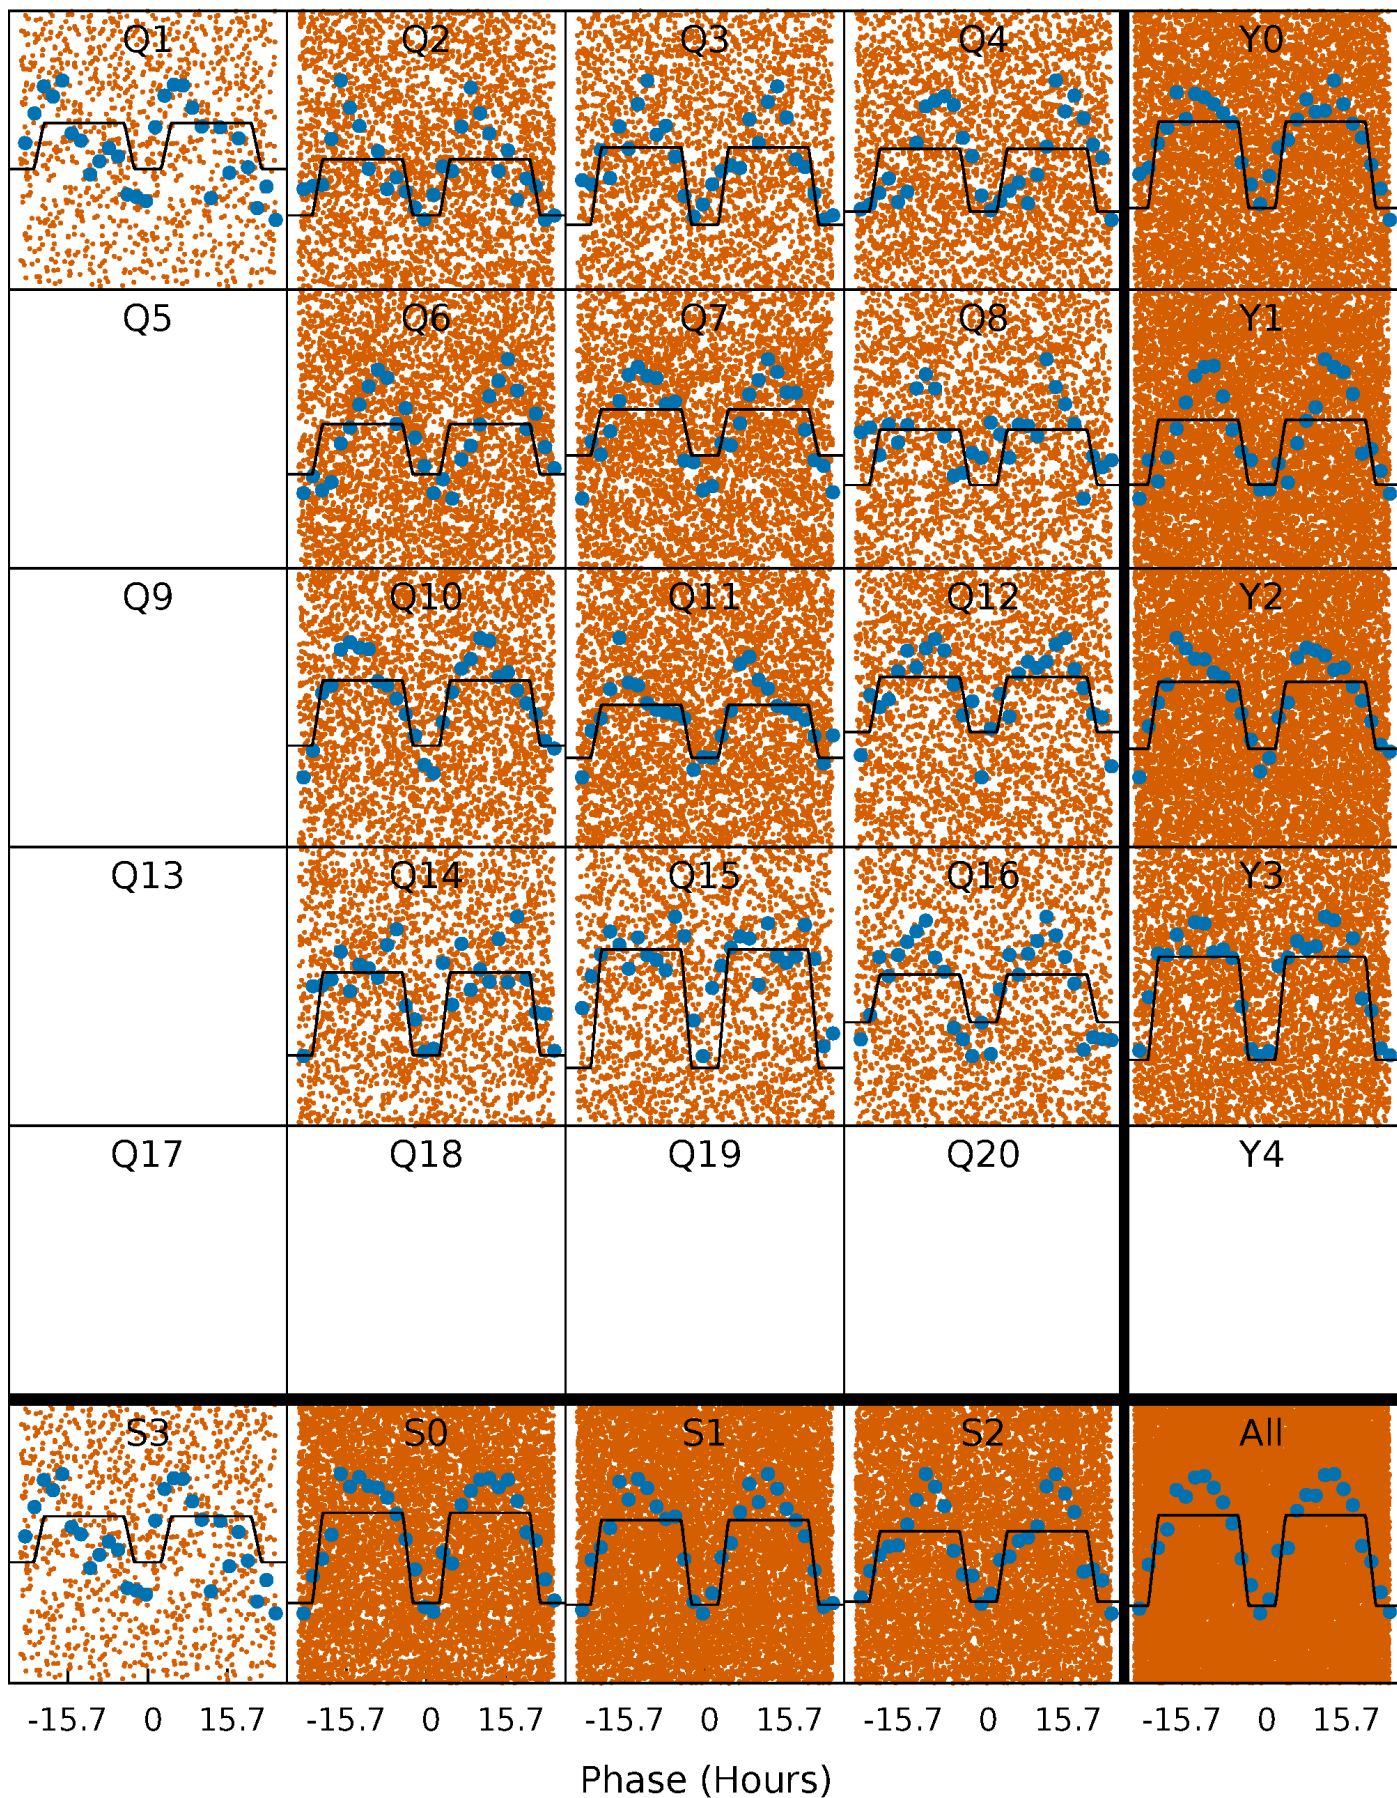 Q1 Q2 Q3 Q4 Y0
Q5 Q6 Q7 Q8 Y1
Q9 Q10 Q11 Q12 Y2
Q13 Q14 Q15 Q16 Y3
Q17 Q18 Q19 Q20 Y4
S3 S0 S1 S2 All
-15.7 0 15.7 -15.7 0 15.7 -15.7 0 15.7 -15.7 0 15.7 -15.7 0 15.7
Phase (Hours)